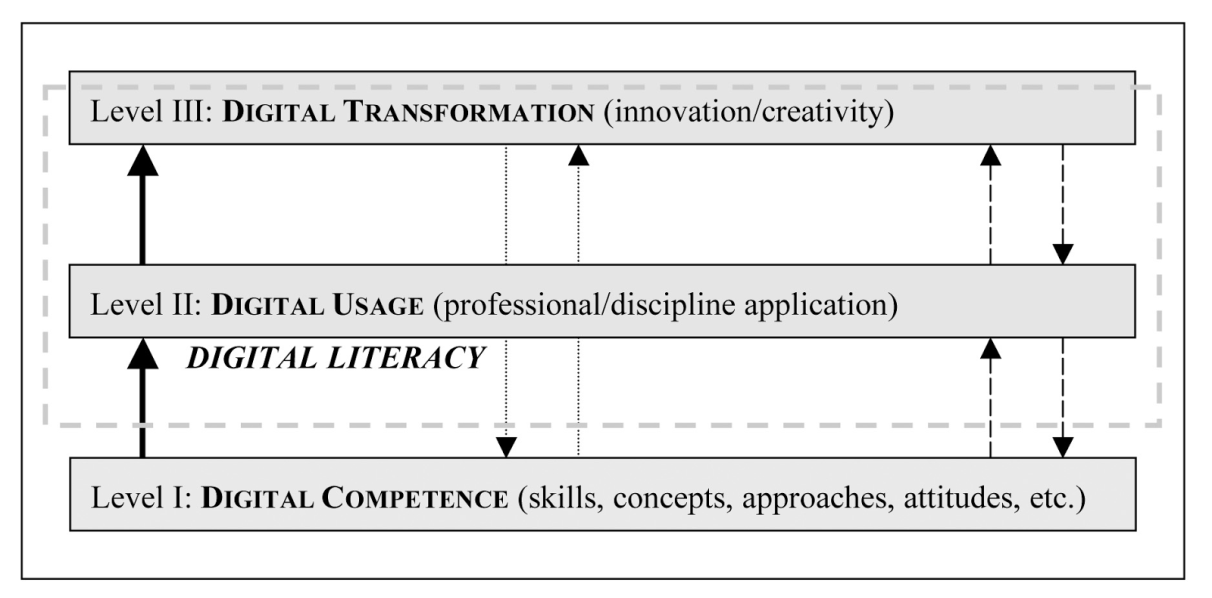 Level III: DIGITAL TRANSFORMATION (innovation/creativity)
Level II: DIGITAL USAGE (professional/discipline application)
DIGITAL LITERACY
Level I: DIGITAL COMPETENCE (skills, concepts, approaches, attitudes, etc.)